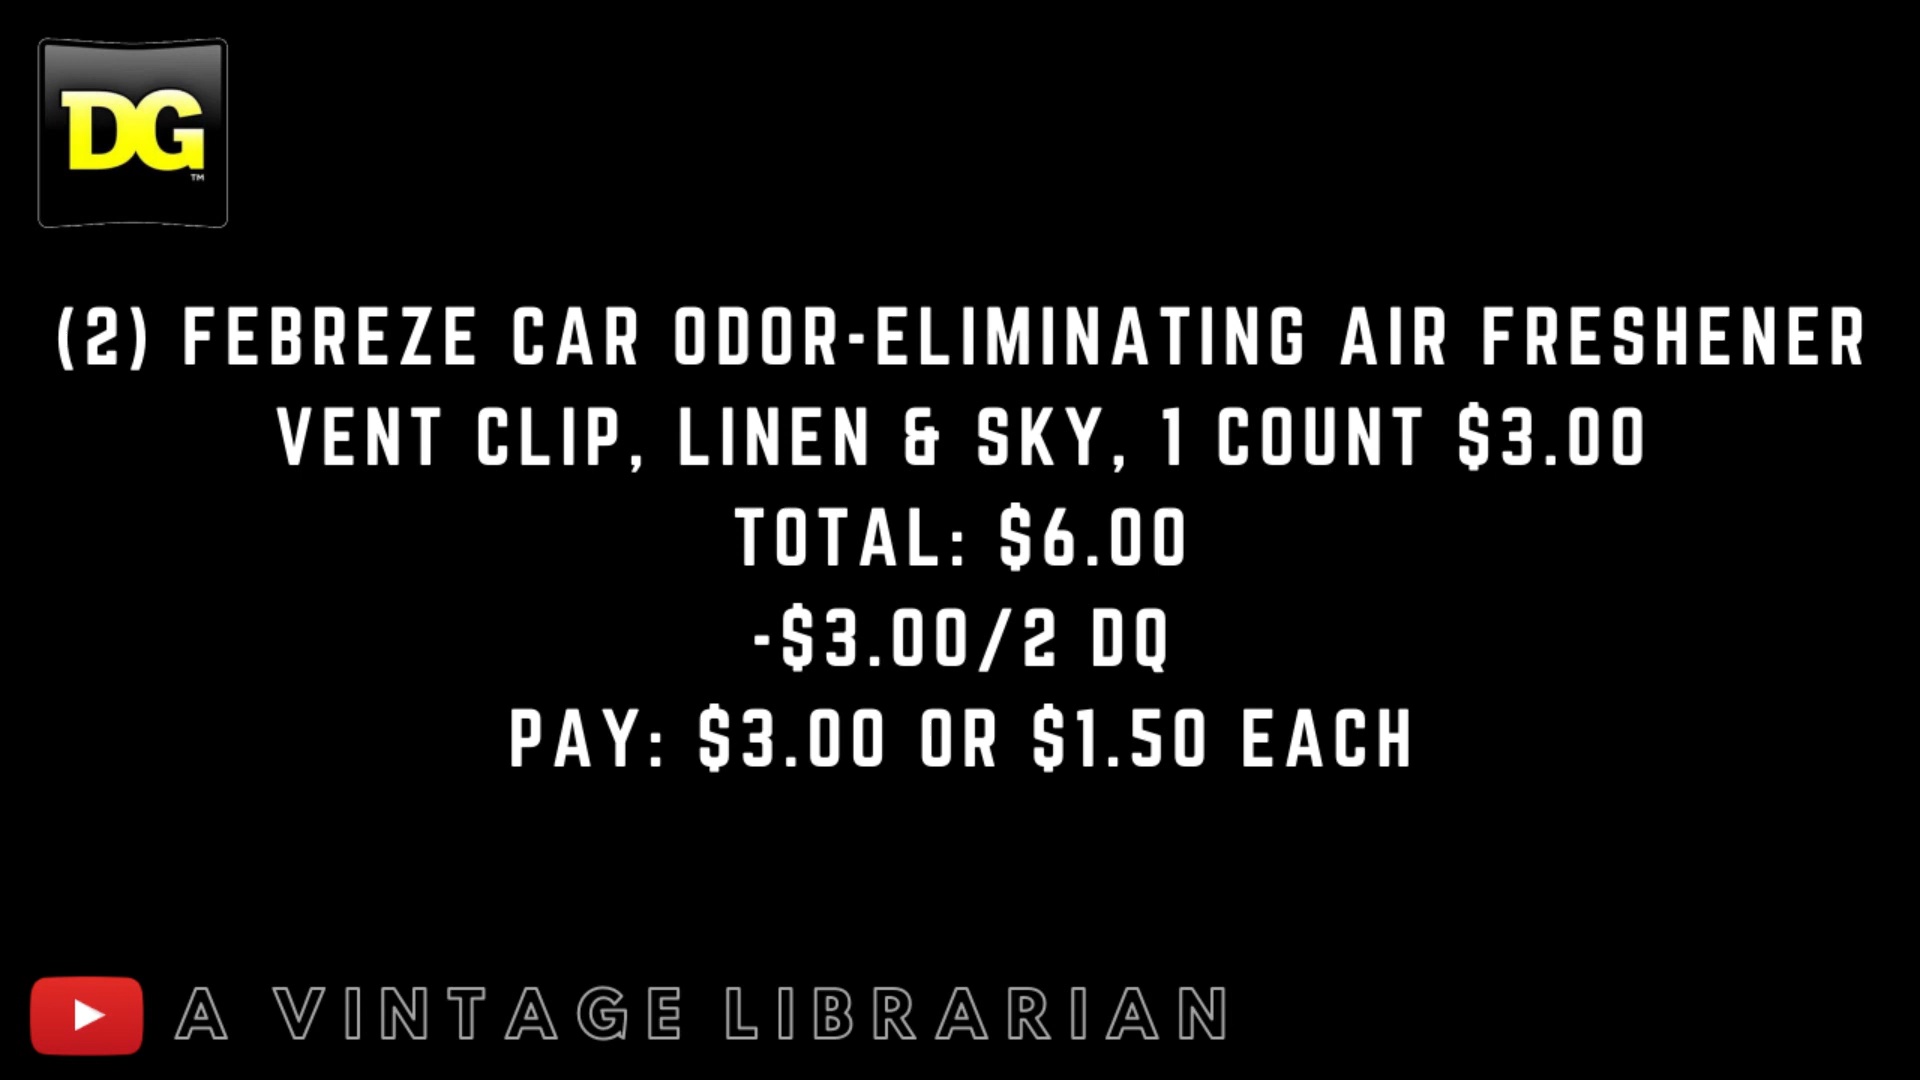 DG
TM
(2) FEBREZE CAR ODOR-ELIMINATING AIR FRESHENER
VENT CLIP, LINEN & SKY, 1 COUNT $3.00
TOTAL: $6.00
-$3.00/2 DQ
PAY: $3.00 OR $1.50 EACH
A VINTAGE LIBRARIAN